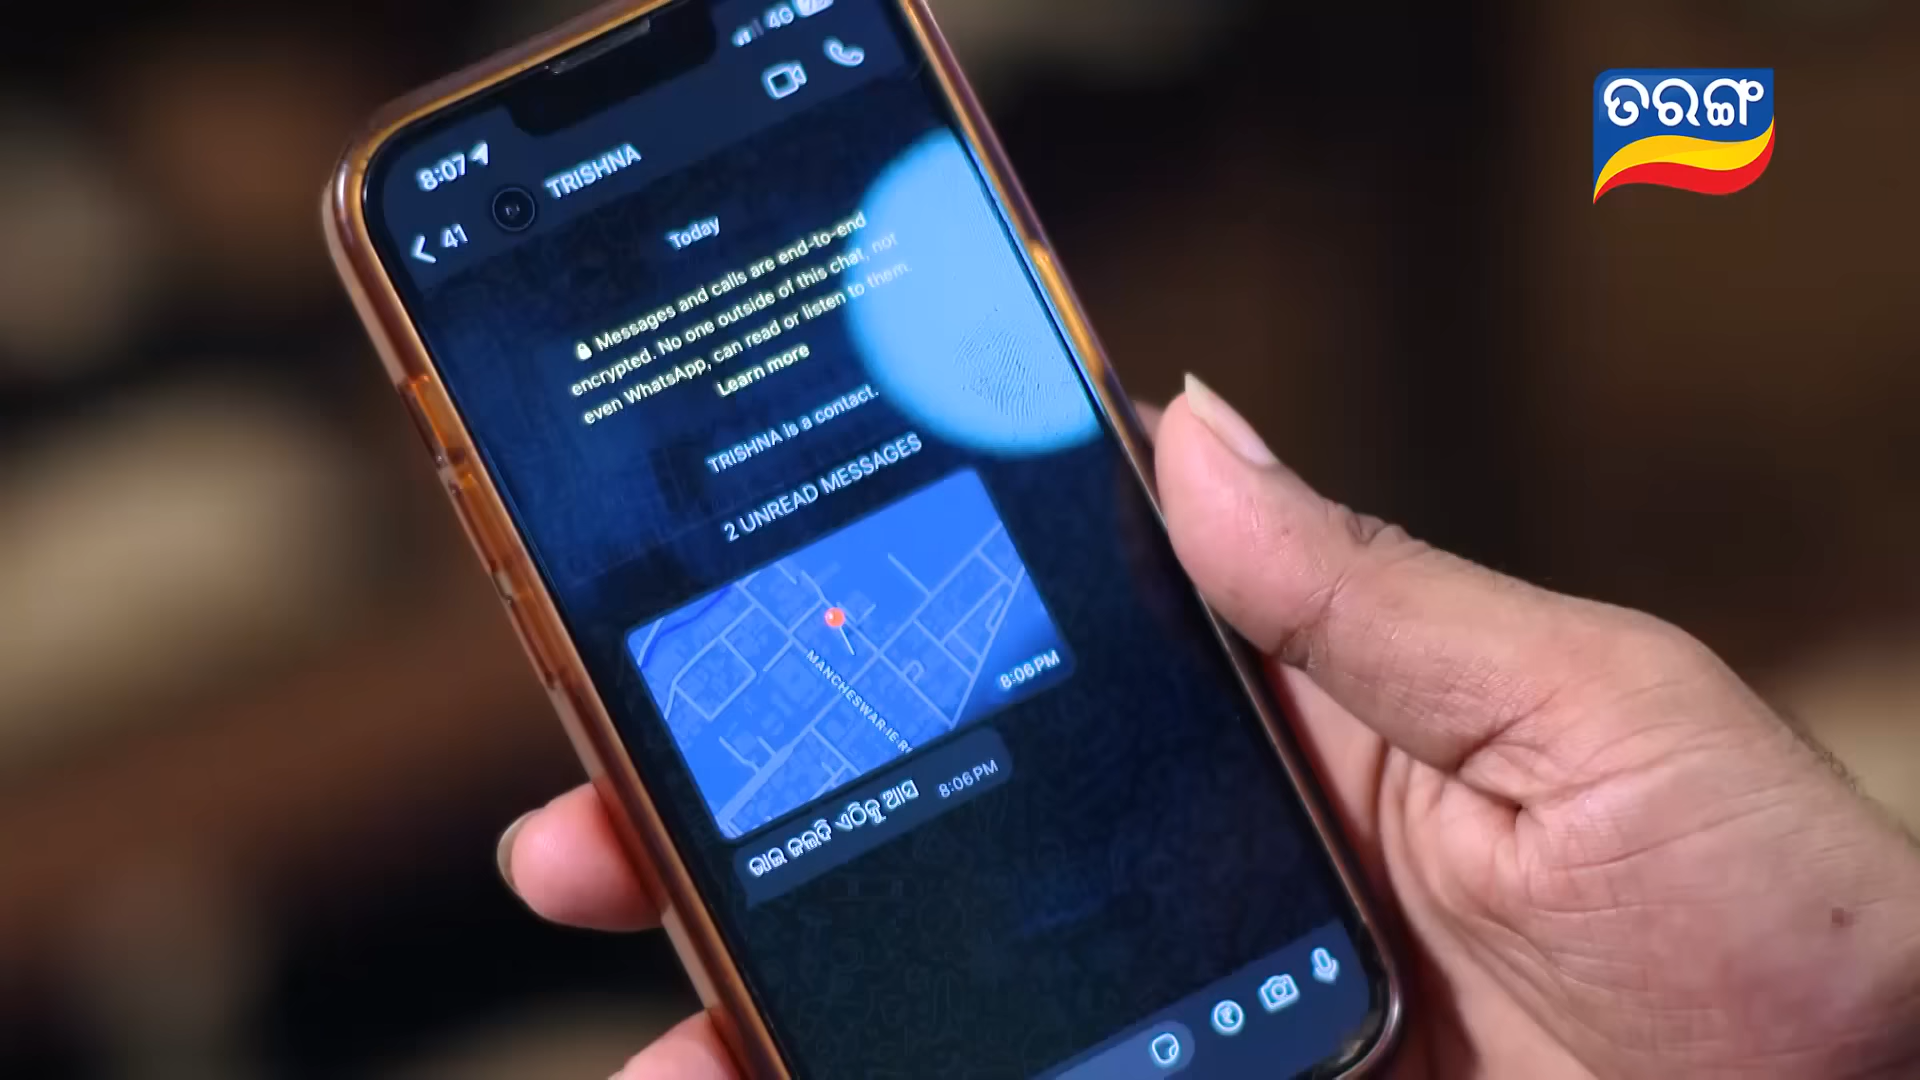 4G
8:07
41
TRISHNA
Today
Messages and calls are end-to-end
encrypted. No one outside of this chat, not
even WhatsApp, can read or listen to them.
Learn more
TRISHNA is a contact.
2 UNREAD MESSAGES
MANCHESWAR IE R
8:06 PM
ଭାଇ ଜଲଦି ଏଠିକୁ ଆସ
8:06 PM
ତରଙ୍ଗ